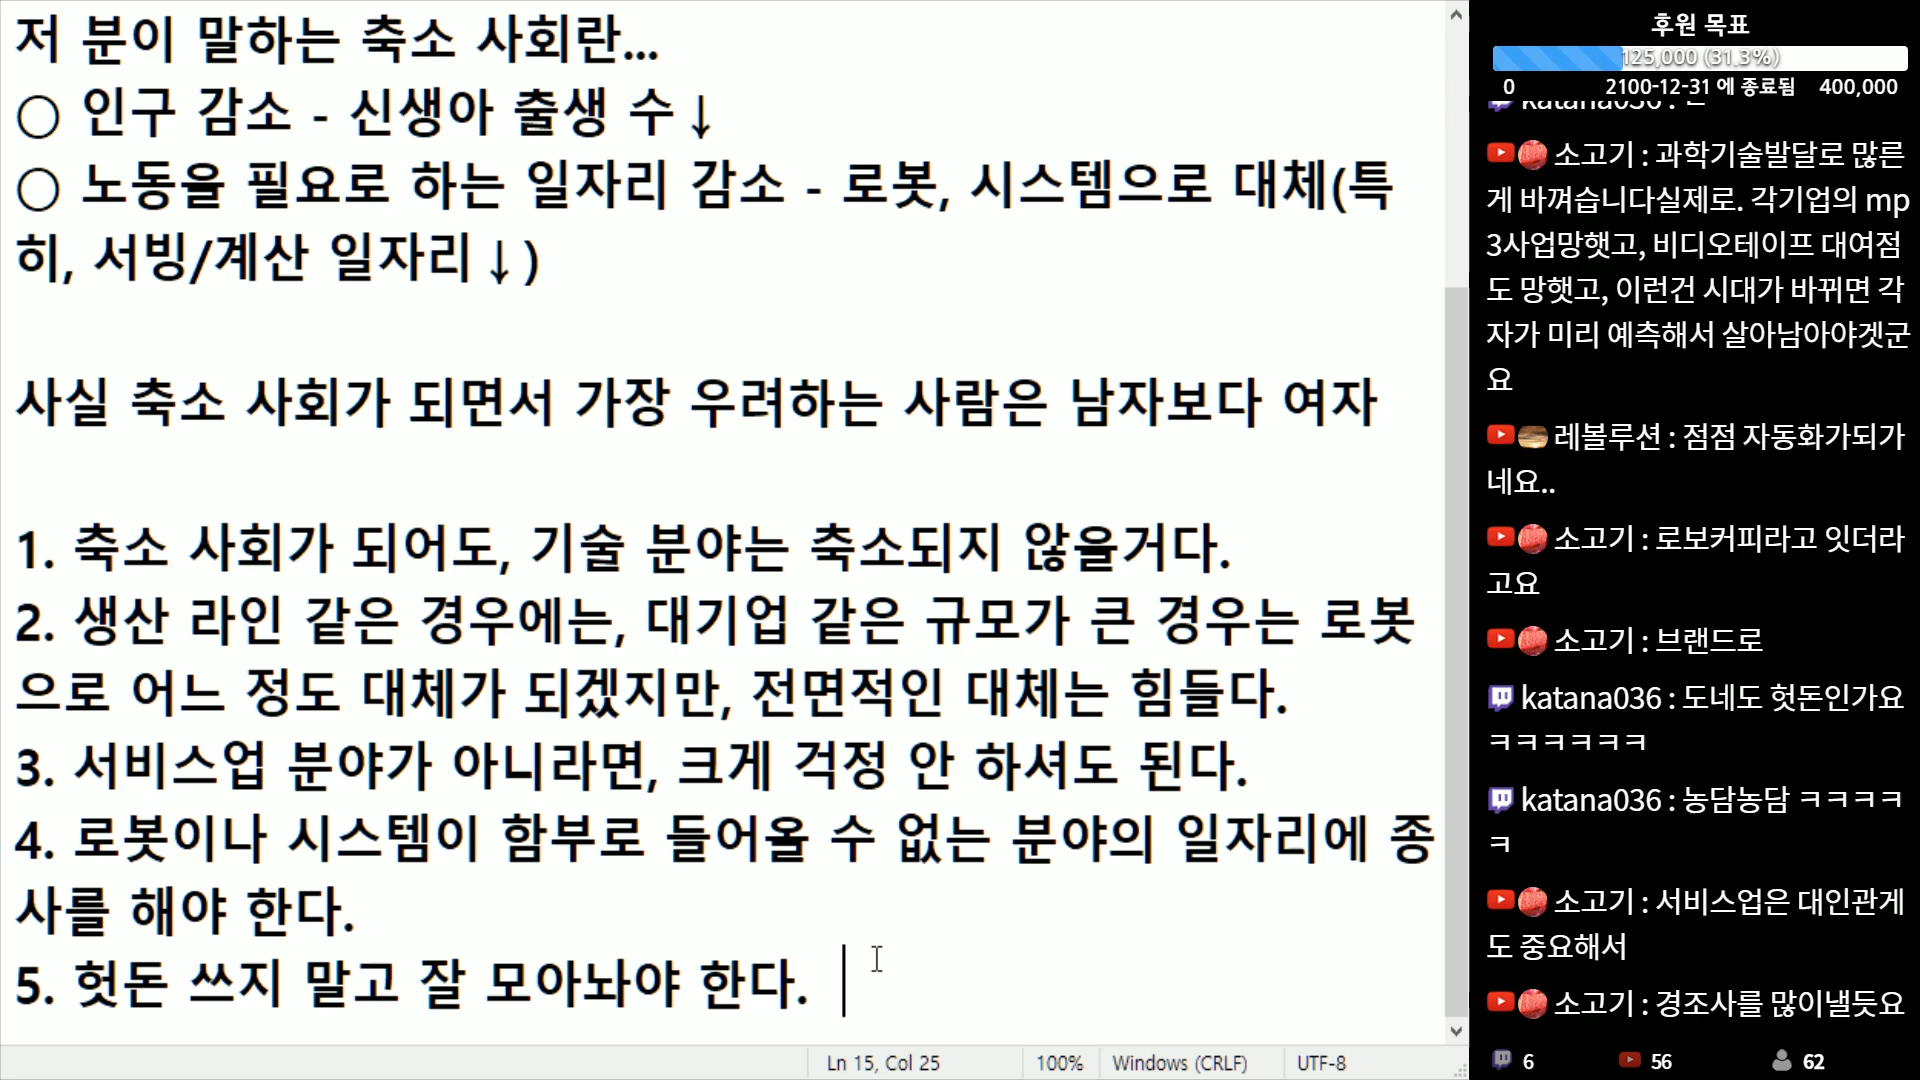 저 분이 말하는 축소 사회란...
○ 인구 감소 - 신생아 출생 수↓
○ 노동을 필요로 하는 일자리 감소 - 로봇, 시스템으로 대체(특
히, 서빙/계산 일자리↓)
사실 축소 사회가 되면서 가장 우려하는 사람은 남자보다 여자
1. 축소 사회가 되어도, 기술 분야는 축소되지 않을거다.
2. 생산 라인 같은 경우에는, 대기업 같은 규모가 큰 경우는 로봇
으로 어느 정도 대체가 되겠지만, 전면적인 대체는 힘들다.
3. 서비스업 분야가 아니라면, 크게 걱정 안 하셔도 된다.
4. 로봇이나 시스템이 함부로 들어올 수 없는 분야의 일자리에 종
사를 해야 한다.
5. 헛돈 쓰지 말고 잘 모아놔야 한다.
Ln 15, Col 25
100%
Windows (CRLF)
UTF-8
후원 목표
125,000 (31.3%)
0
2100-12-31 에 종료됨
400,000
katana036 :
소고기 : 과학기술발달로 많른
게 바껴습니다실제로. 각기업의 mp
3사업망햇고, 비디오테이프 대여점
도 망햇고, 이런건 시대가 바뀌면 각
자가 미리 예측해서 살아남아야겟군
요
레볼루션 : 점점 자동화가되가
네요..
소고기 : 로보커피라고 잇더라
고요
소고기 : 브랜드로
katana036 : 도네도 헛돈인가요
ㅋㅋㅋㅋㅋㅋ
katana036 : 농담농담 ㅋㅋㅋㅋ
ㅋ
소고기 : 서비스업은 대인관게
도 중요해서
소고기 : 경조사를 많이낼듯요
6
56
62